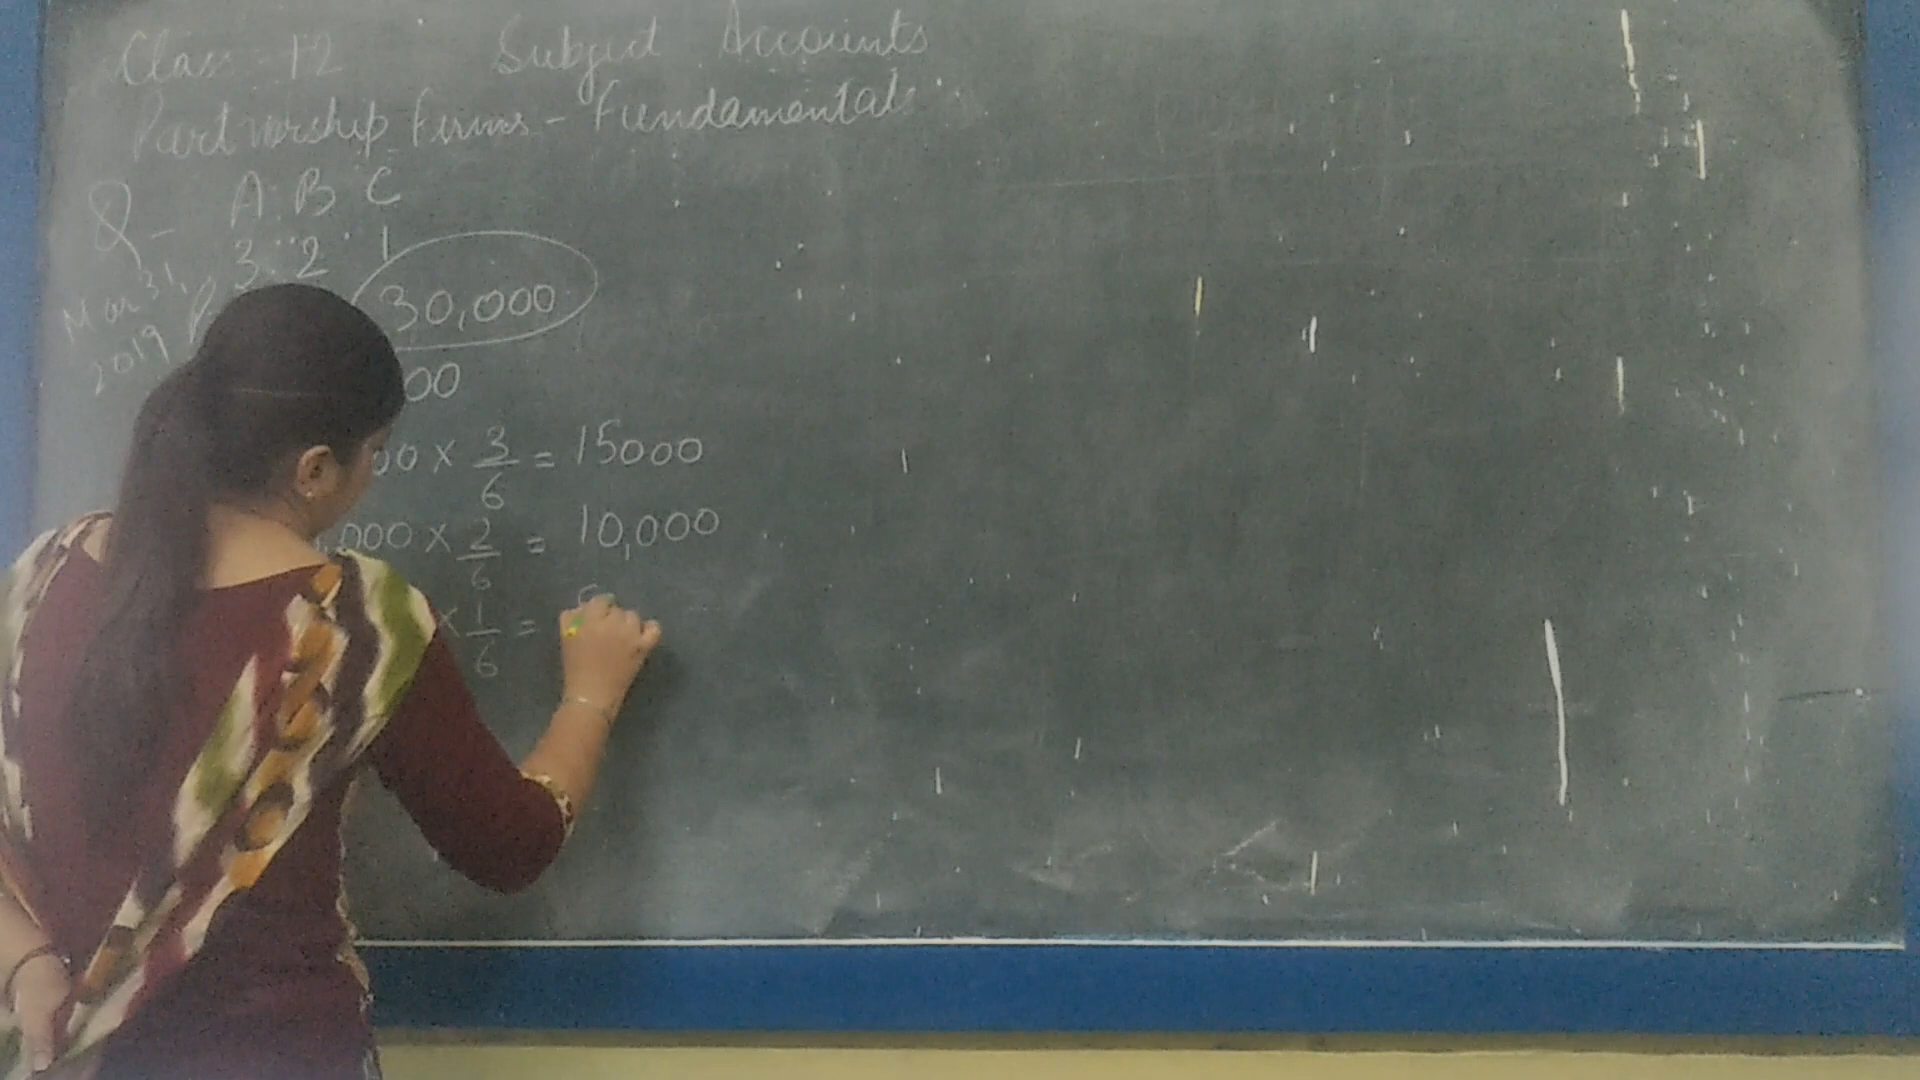 Class - 12 Subject Accounts
Partnership Firms - Fundamentals
Q - A : B C
3 : 2 : 1
Mar 31, 30,000
2019
00
00 × 3/6 = 15000
,000 × 2/6 = 10,000
× 1/6 =